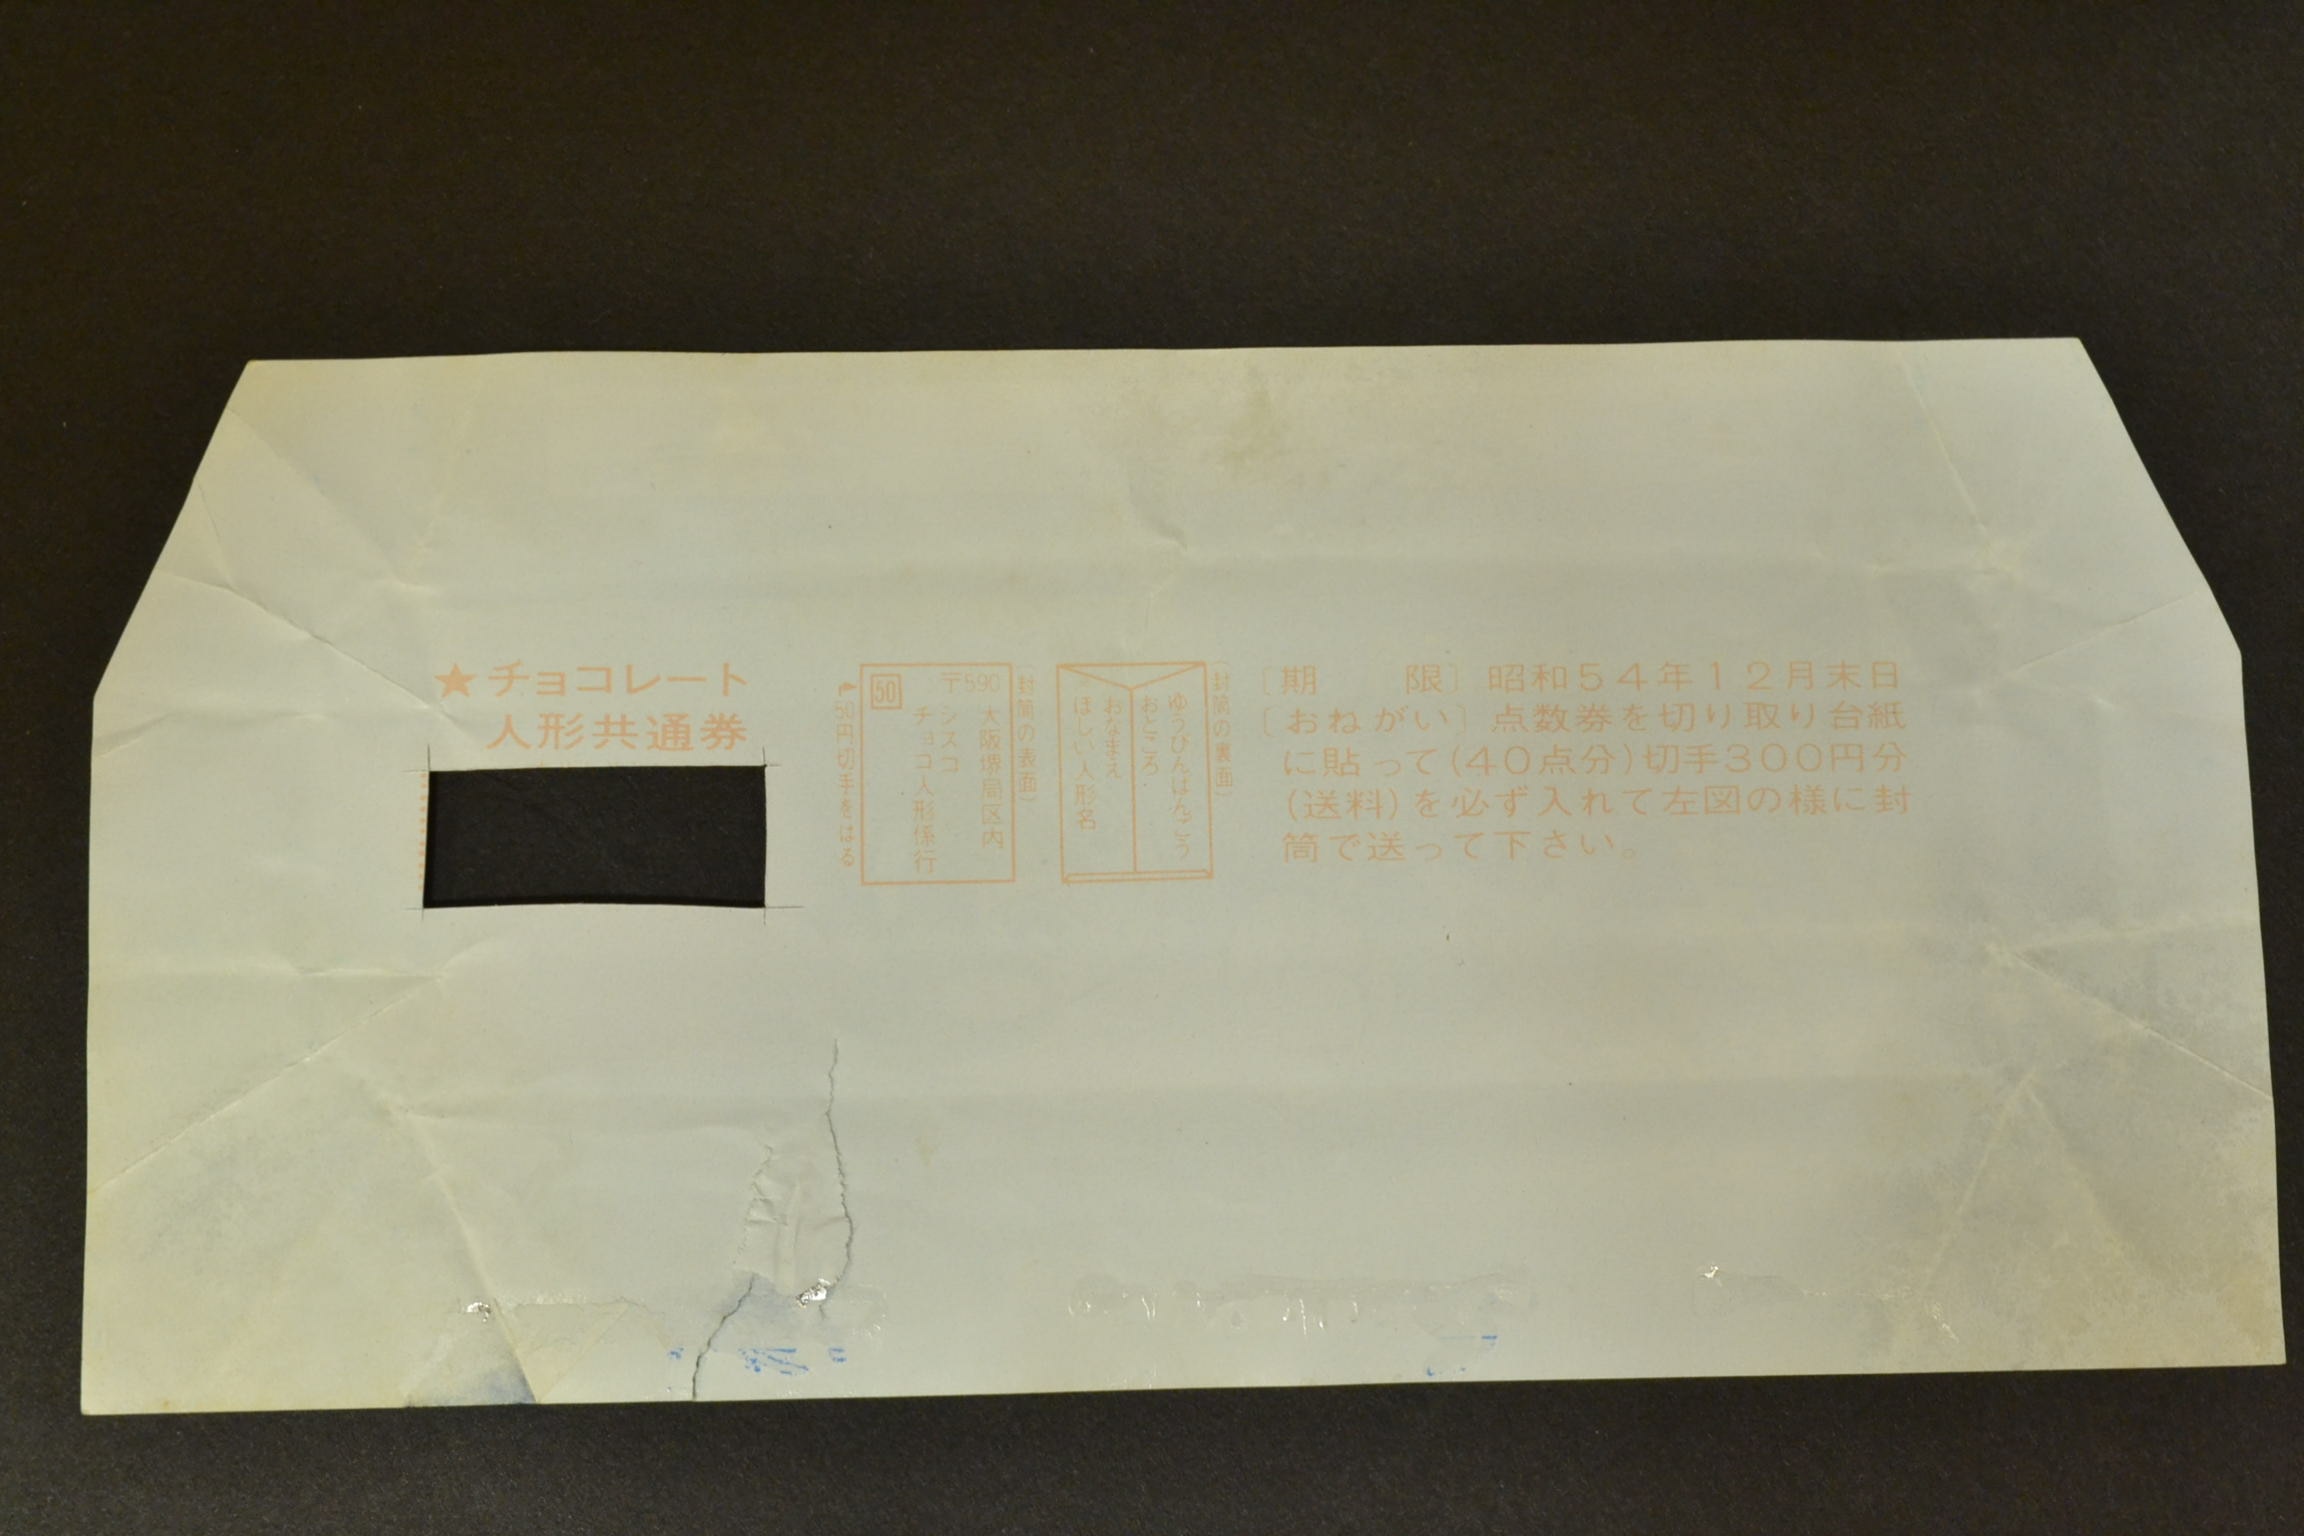 ★チョコレート
人形共通券
50円切手をはる
50
〒590
大阪堺局区内
シスコ
チョコ人形係行
(封筒の表面)
ゆうびんばんごう
おところ
おなまえ
ほしい人形名
(封筒の裏面)
〔期　　限〕昭和54年12月末日
〔おねがい〕点数券を切り取り台紙
に貼って(40点分)切手300円分
(送料)を必ず入れて左図の様に封
筒で送って下さい。